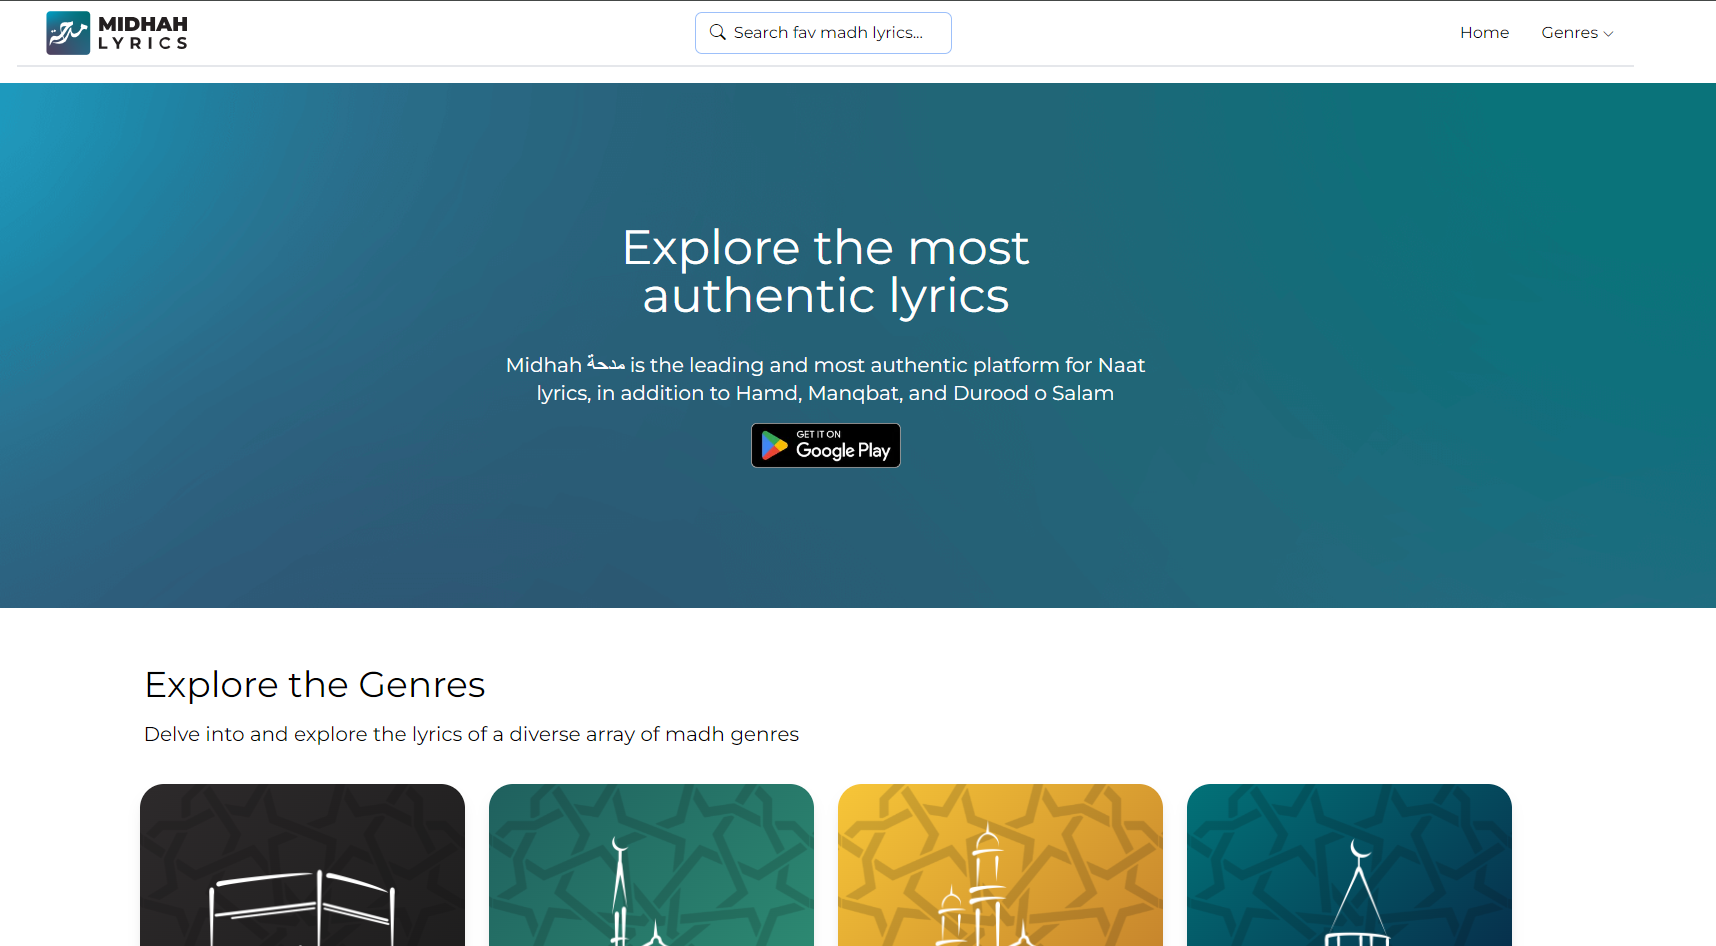 مدحة
MIDHAH
LYRICS
Search fav madh lyrics...
Home
Genres
Explore the most
authentic lyrics
Midhah مدحةٌ is the leading and most authentic platform for Naat
lyrics, in addition to Hamd, Manqbat, and Durood o Salam
GET IT ON
Google Play
Explore the Genres
Delve into and explore the lyrics of a diverse array of madh genres